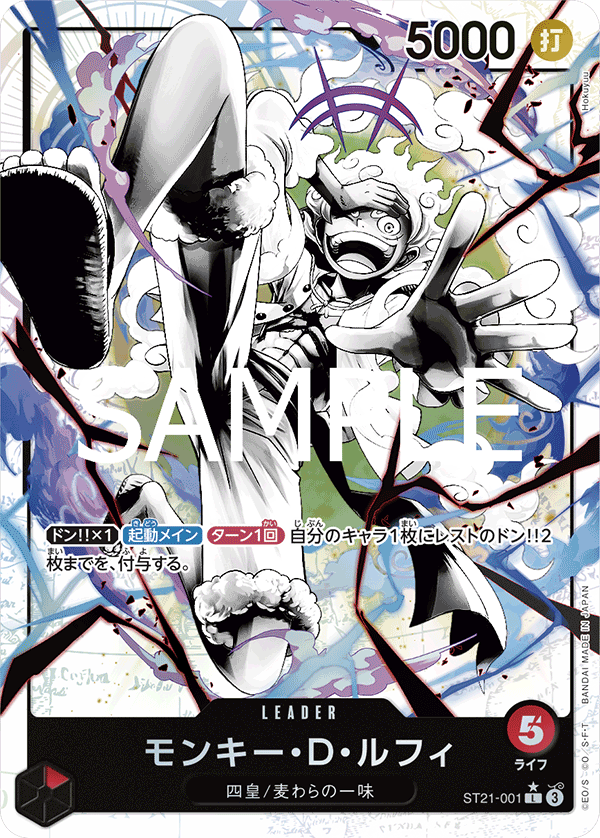 5000 打
Hokuyuu
SAMPLE
ドン!!×1 起動メイン ターン1回 自分のキャラ1枚にレストのドン!!2
枚までを、付与する。
©E.O/S ©O/S・F・T BANDAI MADE IN JAPAN
LEADER
モンキー・D・ルフィ
5
ライフ
四皇/麦わらの一味
ST21-001 L 3